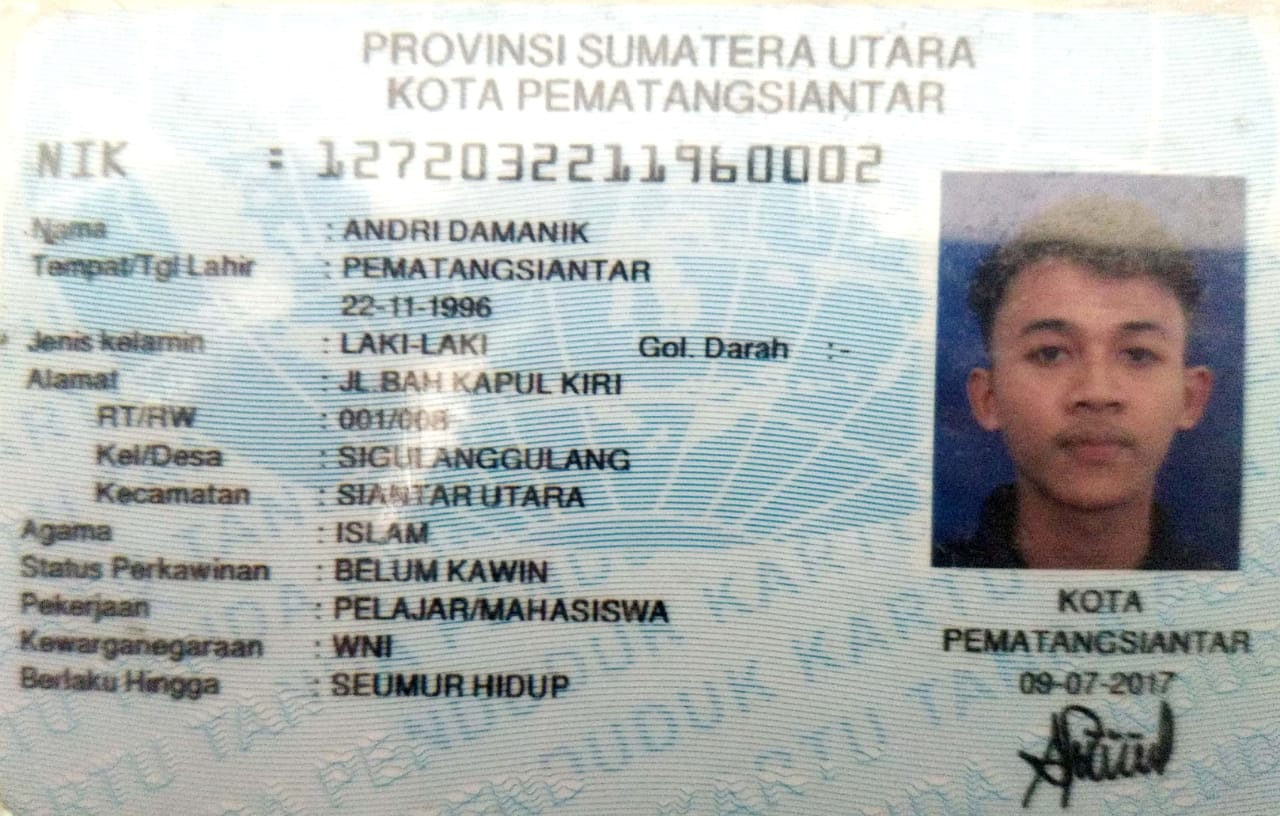 PROVINSI SUMATERA UTARA
KOTA PEMATANGSIANTAR
NIK : 1272032211960002
Nama : ANDRI DAMANIK
Tempat/Tgl Lahir : PEMATANGSIANTAR
22-11-1996
Jenis kelamin : LAKI-LAKI Gol. Darah :-
Alamat : JL.BAH KAPUL KIRI
RT/RW : 001/008
Kel/Desa : SIGULANGGULANG
Kecamatan : SIANTAR UTARA
Agama : ISLAM
Status Perkawinan : BELUM KAWIN
Pekerjaan : PELAJAR/MAHASISWA
Kewarganegaraan : WNI
Berlaku Hingga : SEUMUR HIDUP
KOTA
PEMATANGSIANTAR
09-07-2017